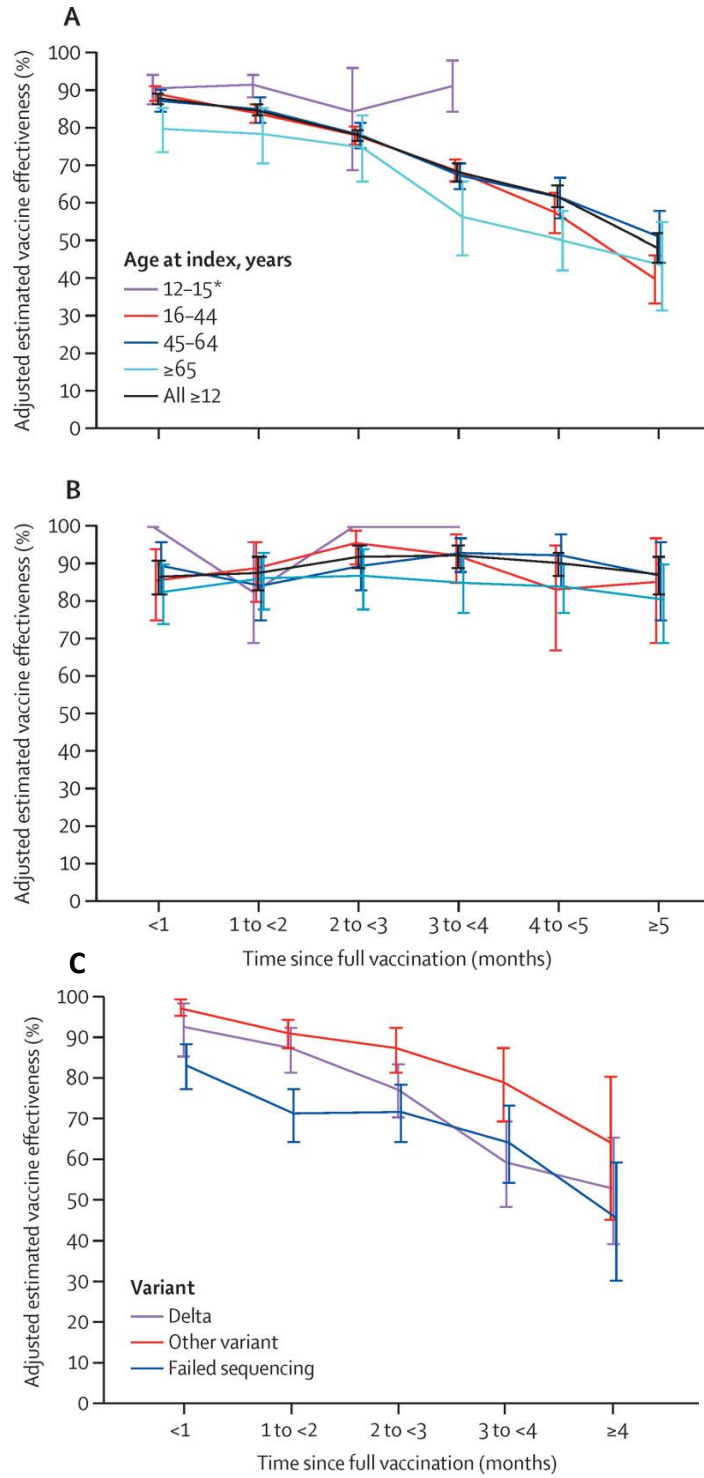 A
Adjusted estimated vaccine effectiveness (%)
100
90
80
70
60
50
40
30
20
10
0
Age at index, years
12–15*
16–44
45–64
≥65
All ≥12
B
Adjusted estimated vaccine effectiveness (%)
100
90
80
70
60
50
40
30
20
10
0
<1 1 to <2 2 to <3 3 to <4 4 to <5 ≥5
Time since full vaccination (months)
C
Adjusted estimated vaccine effectiveness (%)
100
90
80
70
60
50
40
30
20
10
0
Variant
Delta
Other variant
Failed sequencing
<1 1 to <2 2 to <3 3 to <4 ≥4
Time since full vaccination (months)